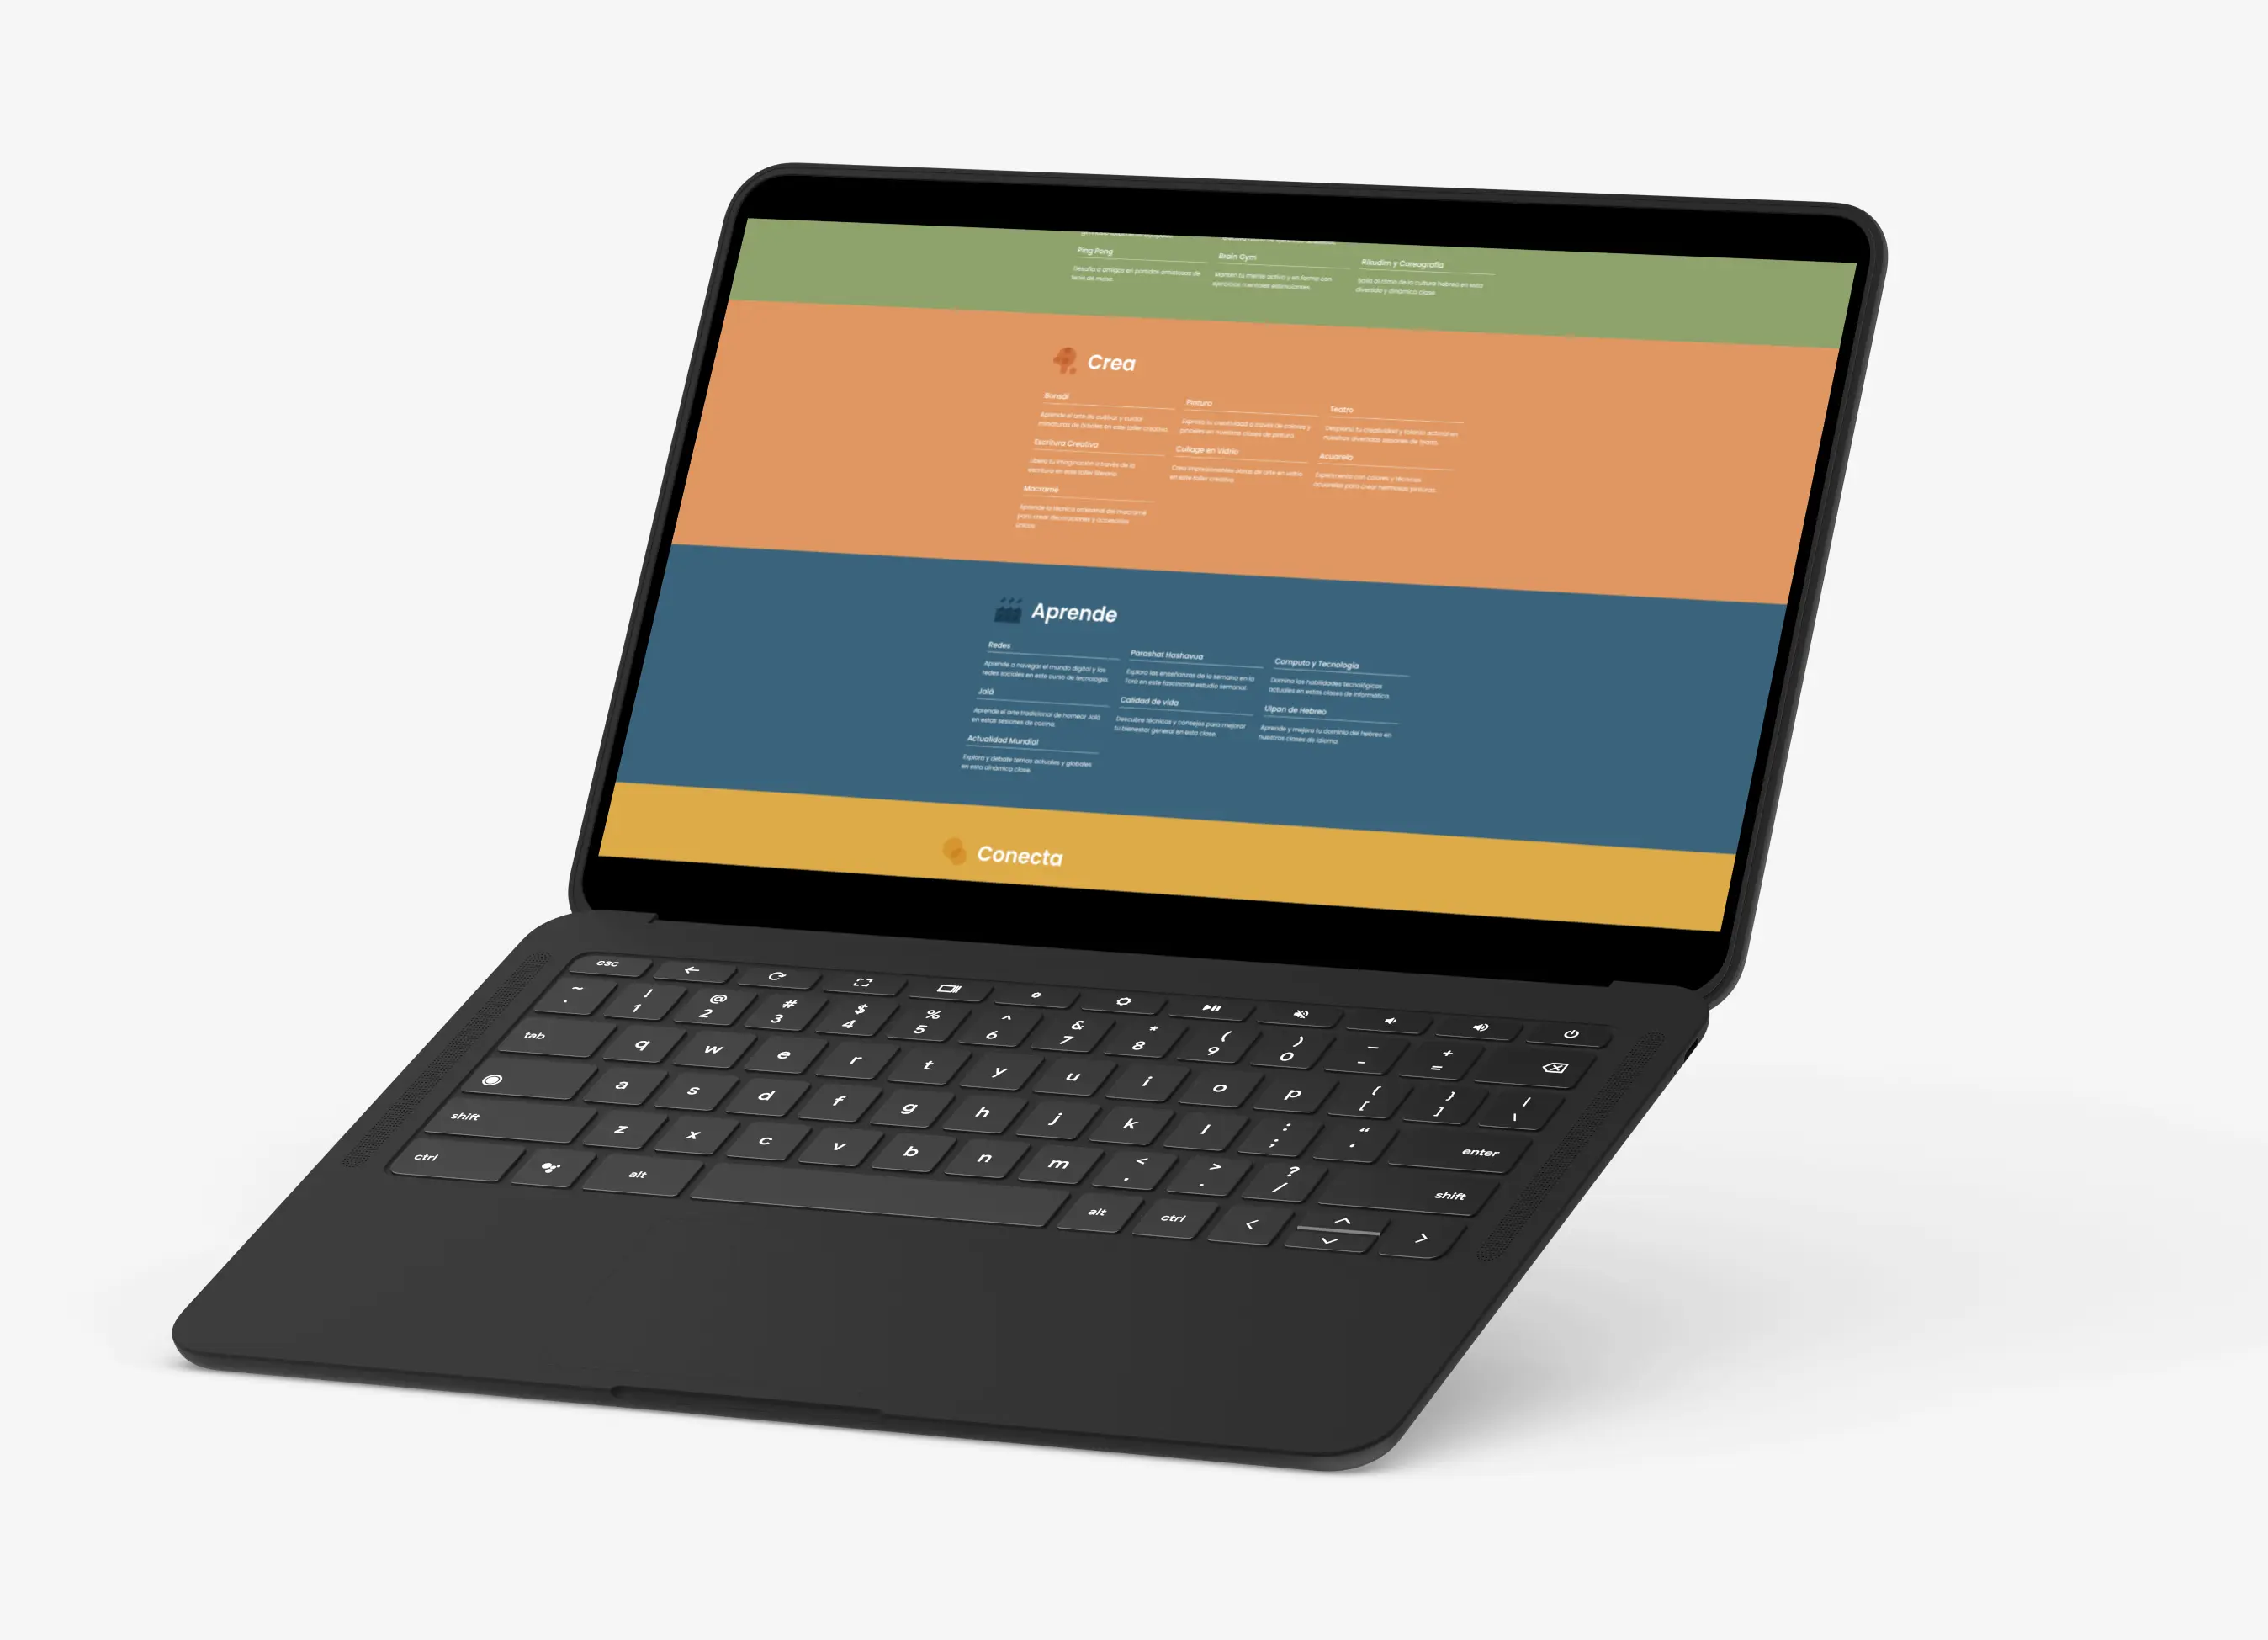 Ping Pong
Desafía a amigos en partidas amistosas de
tenis de mesa.
Brain Gym
Mantén tu mente activa y en forma con
ejercicios mentales estimulantes.
Rikudim y Coreografía
Baila al ritmo de la cultura hebrea en esta
divertida y dinámica clase.
Crea
Bonsái
Aprende el arte de cultivar y cuidar
miniaturas de árboles en este taller creativo.
Pintura
Expresa tu creatividad a través de colores y
pinceles en nuestras clases de pintura.
Teatro
Despierta tu creatividad y talento actoral en
nuestras divertidas sesiones de teatro.
Escritura Creativa
Libera tu imaginación a través de la
escritura en este taller literario.
Collage en Vidrio
Crea impresionantes obras de arte en vidrio
en este taller creativo.
Acuarela
Experimenta con colores y técnicas
acuarelas para crear hermosas pinturas.
Macramé
Aprende la técnica artesanal del macramé
para crear decoraciones y accesorios
únicos.
Aprende
Redes
Aprende a navegar el mundo digital y las
redes sociales en este curso de tecnología.
Parashat Hashavua
Explora las enseñanzas de la semana en la
Torá en este fascinante estudio semanal.
Computo y Tecnología
Domina las habilidades tecnológicas
actuales en estas clases de informática.
Jalá
Aprende el arte tradicional de hornear Jalá
en estas sesiones de cocina.
Calidad de vida
Descubre técnicas y consejos para mejorar
tu bienestar general en esta clase.
Ulpan de Hebreo
Aprende y mejora tu dominio del hebreo en
nuestras clases de idioma.
Actualidad Mundial
Explora y debate temas actuales y globales
en esta dinámica clase.
Conecta
esc
~ ! @ # $ % ^ & * ( ) — +
. 1 2 3 4 5 6 7 8 9 0 - =
tab q w e r t y u i o p { [ } ] | \
a s d f g h j k l : ; " ' enter
shift z x c v b n m < , > . ? / shift
ctrl alt alt ctrl < >